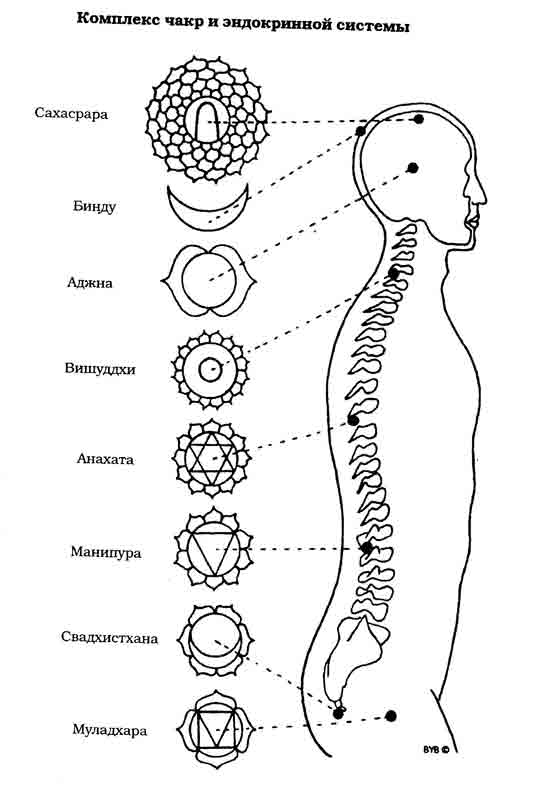 Комплекс чакр и эндокринной системы
Сахасрара
Бинду
Аджна
Вишуддхи
Анахата
Манипура
Свадхистхана
Муладхара
BYB ©